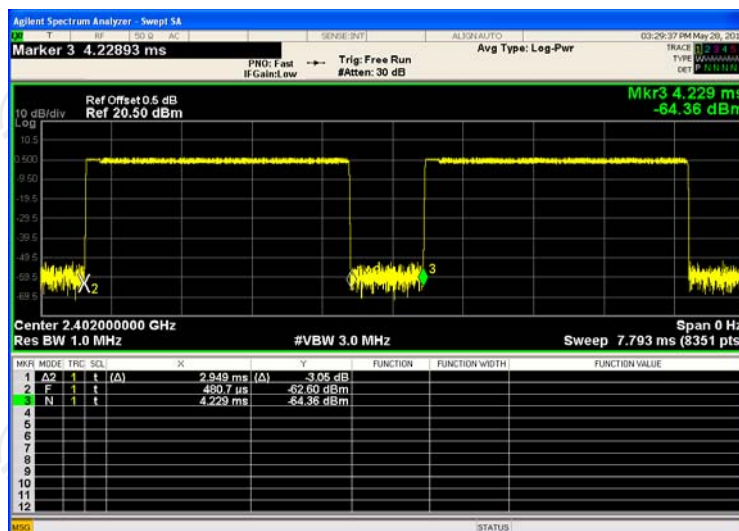 Agilent Spectrum Analyzer - Swept SA
LXI T RF 50 Ω AC SENSE:INT ALIGN AUTO 03:29:37 PM May 28, 201
Marker 3 4.22893 ms Avg Type: Log-Pwr TRACE 1 2 3 4 5
PNO: Fast Trig: Free Run TYPE
IFGain:Low #Atten: 30 dB DET P N N N N
Mkr3 4.229 ms
Ref Offset 0.5 dB
-64.36 dBm
10 dB/div Ref 20.50 dBm
Log
10.5
0.500
-9.50
-19.5
-29.5
-39.5
-49.5
-59.5
-69.5
2
3
Center 2.402000000 GHz Span 0 Hz
Res BW 1.0 MHz #VBW 3.0 MHz Sweep 7.793 ms (8351 pts
MKR MODE TRC SCL X Y FUNCTION FUNCTION WIDTH FUNCTION VALUE
1 Δ2 1 t (Δ) 2.949 ms (Δ) -3.05 dB
2 F 1 t 480.7 µs -62.60 dBm
3 N 1 t 4.229 ms -64.36 dBm
4
5
6
7
8
9
10
11
12
MSG STATUS